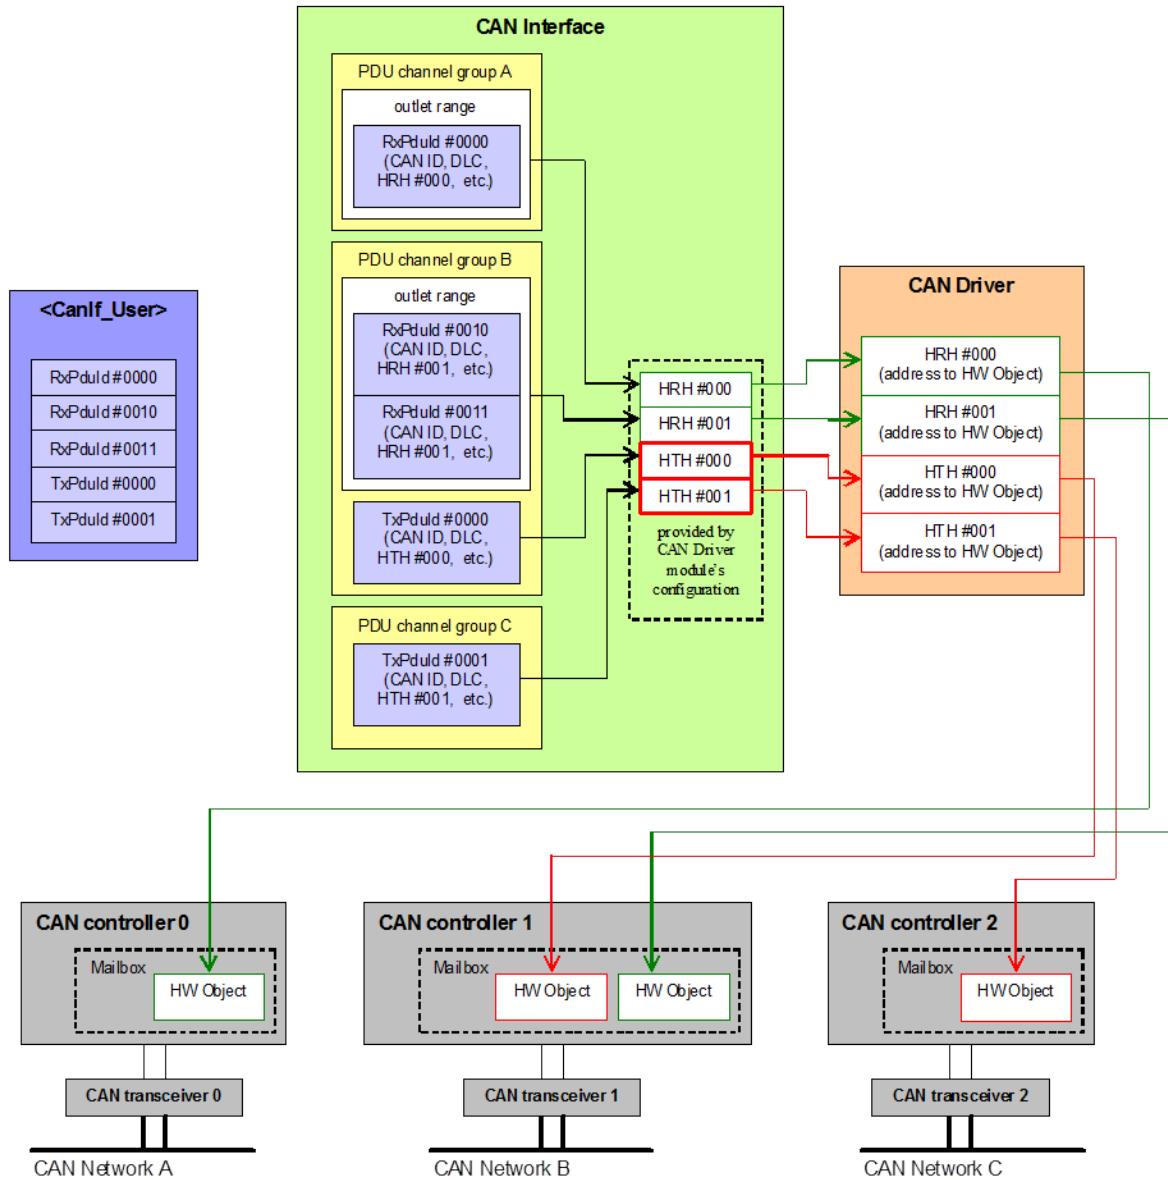 CAN Interface
PDU channel group A
outlet range
RxPduId #0000
(CAN ID, DLC,
HRH #000, etc.)
PDU channel group B
outlet range
RxPduId #0010
(CAN ID, DLC,
HRH #001, etc.)
RxPduId #0011
(CAN ID, DLC,
HRH #001, etc.)
TxPduId #0000
(CAN ID, DLC,
HTH #000, etc.)
PDU channel group C
TxPduId #0001
(CAN ID, DLC,
HTH #001, etc.)
HRH #000
HRH #001
HTH #000
HTH #001
provided by
CAN Driver
module's
configuration
<CanIf_User>
RxPduId #0000
RxPduId #0010
RxPduId #0011
TxPduId #0000
TxPduId #0001
CAN Driver
HRH #000
(address to HW Object)
HRH #001
(address to HW Object)
HTH #000
(address to HW Object)
HTH #001
(address to HW Object)
CAN controller 0
Mailbox
HW Object
CAN transceiver 0
CAN Network A
CAN controller 1
Mailbox
HW Object
HW Object
CAN transceiver 1
CAN Network B
CAN controller 2
Mailbox
HW Object
CAN transceiver 2
CAN Network C